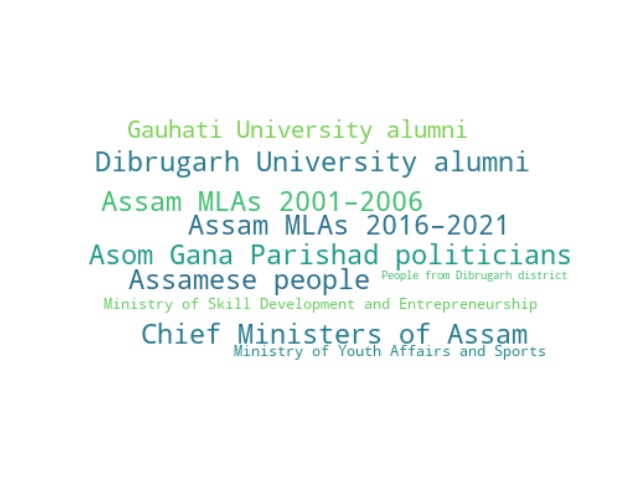 Gauhati University alumni
Dibrugarh University alumni
Assam MLAs 2001–2006
Assam MLAs 2016–2021
Asom Gana Parishad politicians
Assamese people
People from Dibrugarh district
Ministry of Skill Development and Entrepreneurship
Chief Ministers of Assam
Ministry of Youth Affairs and Sports